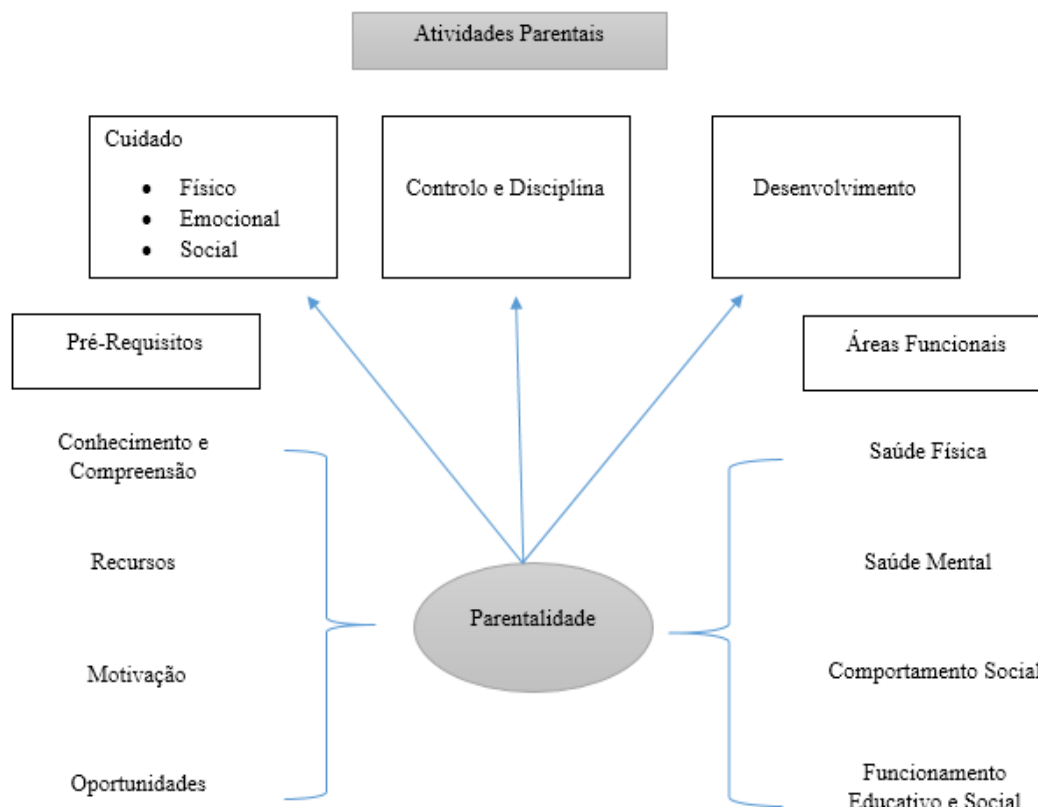 Atividades Parentais
Cuidado
• Físico
• Emocional
• Social
Controlo e Disciplina
Desenvolvimento
Pré-Requisitos
Áreas Funcionais
Conhecimento e
Compreensão
Saúde Física
Recursos
Saúde Mental
Parentalidade
Motivação
Comportamento Social
Oportunidades
Funcionamento
Educativo e Social